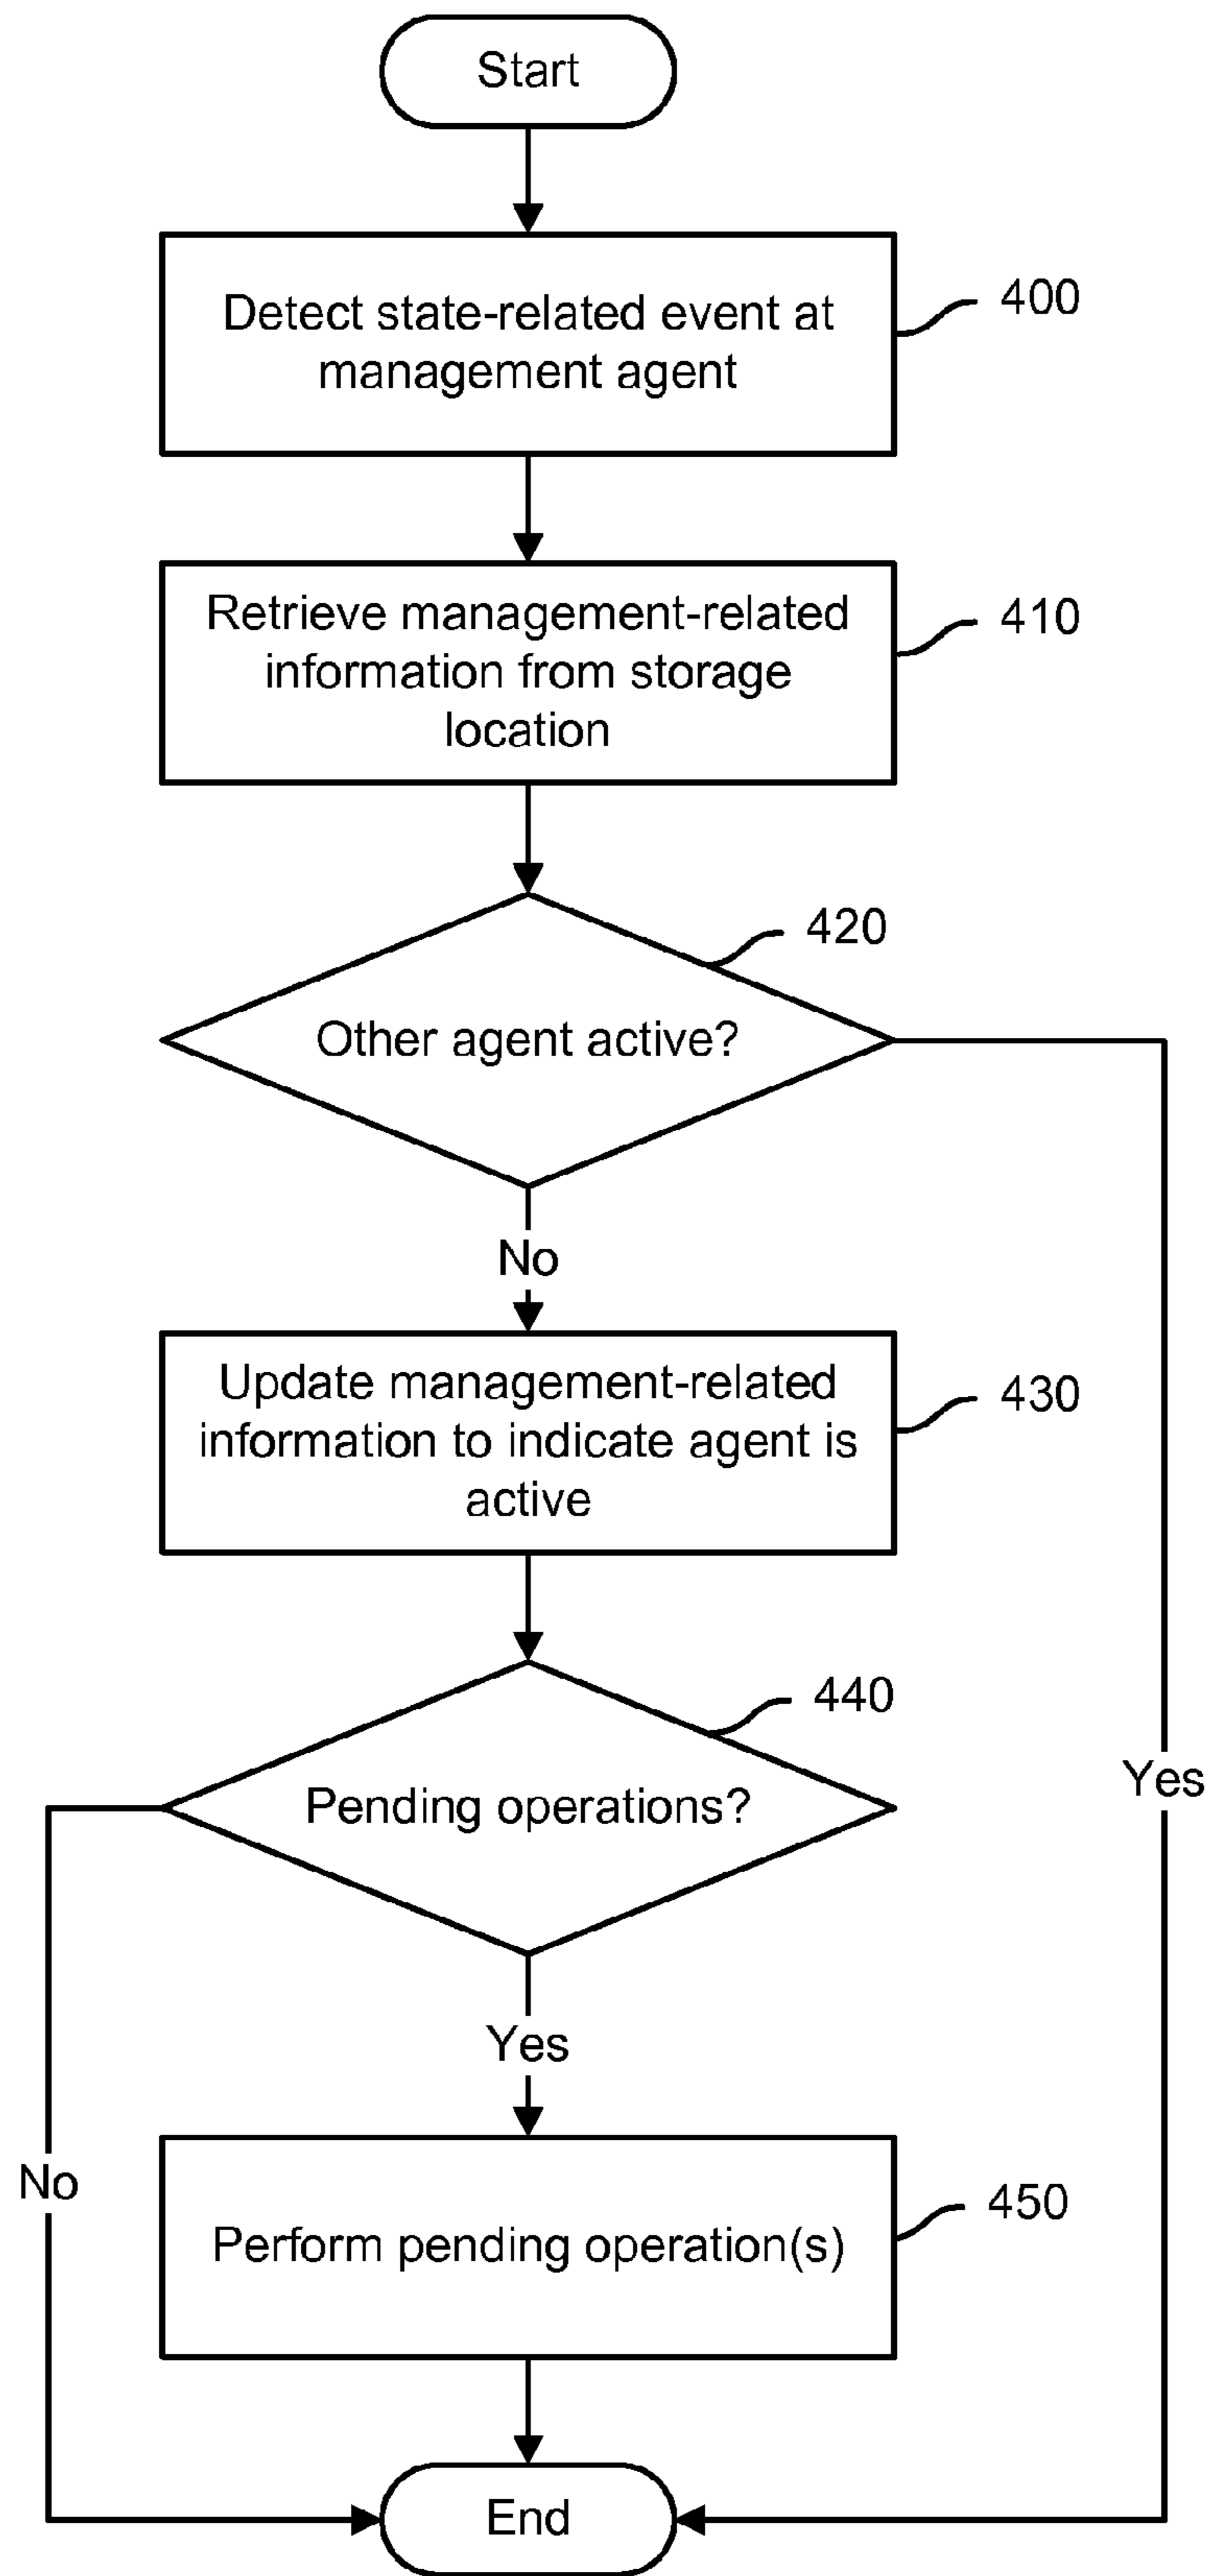 Start
Detect state-related event at
management agent
400
Retrieve management-related
information from storage
location
410
420
Other agent active?
No
Update management-related
information to indicate agent is
active
430
440
Pending operations?
Yes
Yes
No
Perform pending operation(s)
450
End